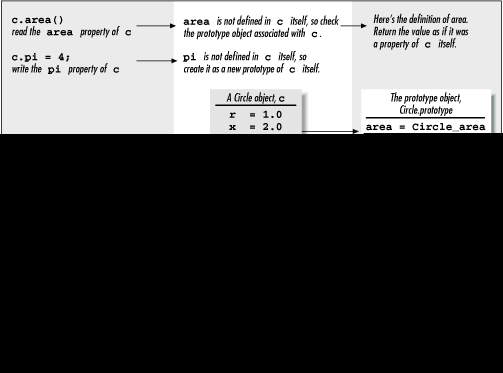 c.area()
read the area property of c
area is not defined in c itself, so check
the prototype object associated with c.
Here's the definition of area.
Return the value as if it was
a property of c itself.
c.pi = 4;
write the pi property of c
pi is not defined in c itself, so
create it as a new prototype of c itself.
A Circle object, c
r = 1.0
x = 2.0
The prototype object,
Circle.prototype
area = Circle_area